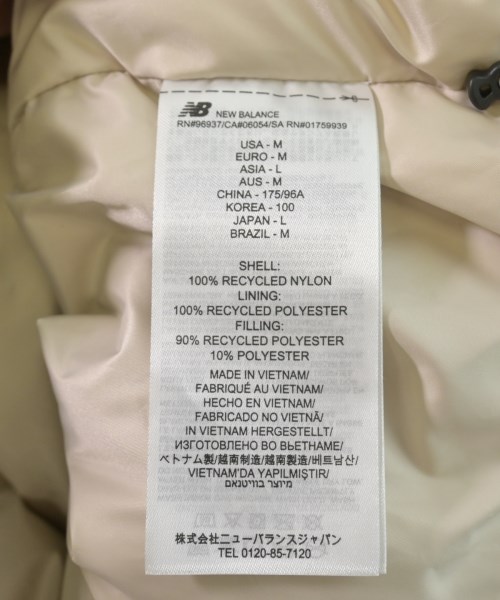 NB NEW BALANCE
RN#96937/CA#06054/SA RN#01759939
USA - M
EURO - M
ASIA - L
AUS - M
CHINA - 175/96A
KOREA - 100
JAPAN - L
BRAZIL - M
SHELL:
100% RECYCLED NYLON
LINING:
100% RECYCLED POLYESTER
FILLING:
90% RECYCLED POLYESTER
10% POLYESTER
MADE IN VIETNAM/
FABRIQUÉ AU VIETNAM/
HECHO EN VIETNAM/
FABRICADO NO VIETNÃ/
IN VIETNAM HERGESTELLT/
ИЗГОТОВЛЕНО ВО ВЬЕТНАМЕ/
ベトナム製/越南制造/越南製造/베트남산/
VIETNAM'DA YAPILMIŞTIR/
מיוצר בווייטנאם
株式会社ニューバランスジャパン
TEL 0120-85-7120